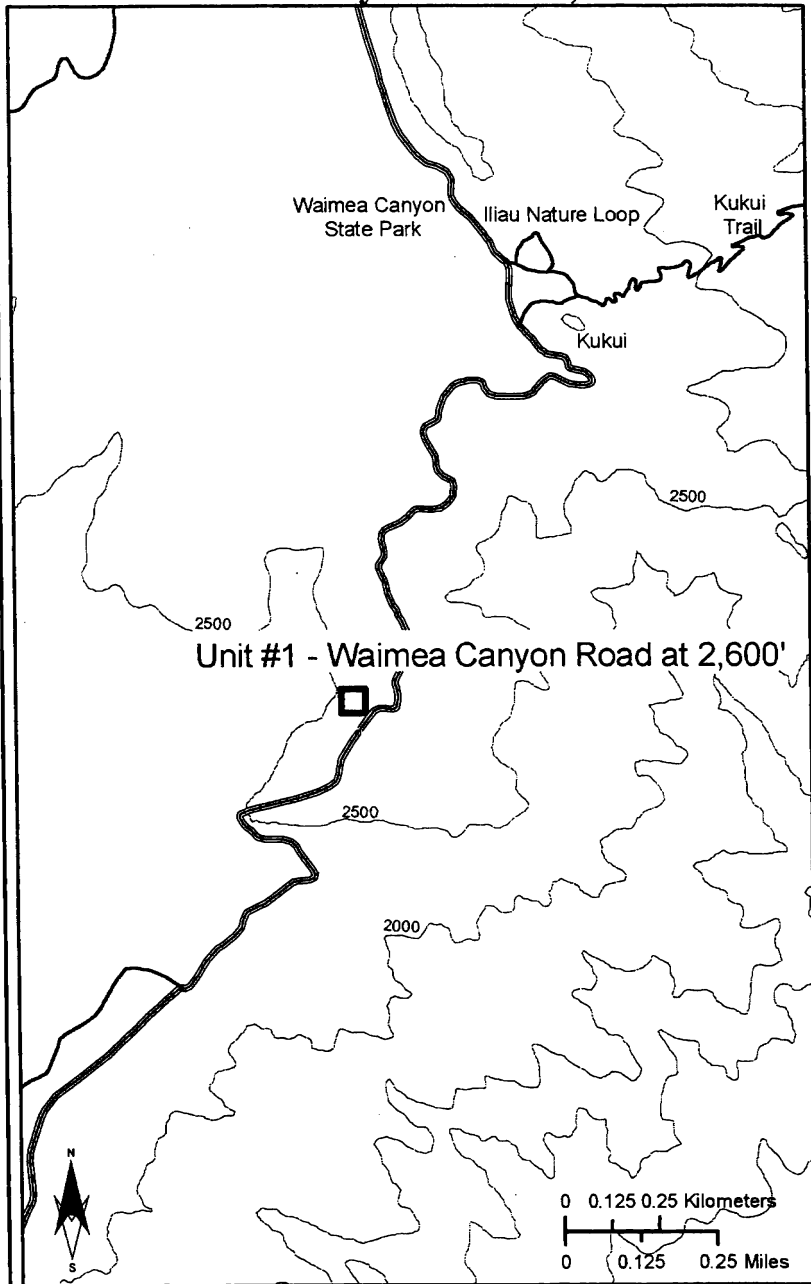 Waimea Canyon
State Park
Iliau Nature Loop
Kukui
Trail
Kukui
2500
2500
Unit #1 - Waimea Canyon Road at 2,600'
2500
2000
N
S
0 0.125 0.25 Kilometers
0 0.125 0.25 Miles